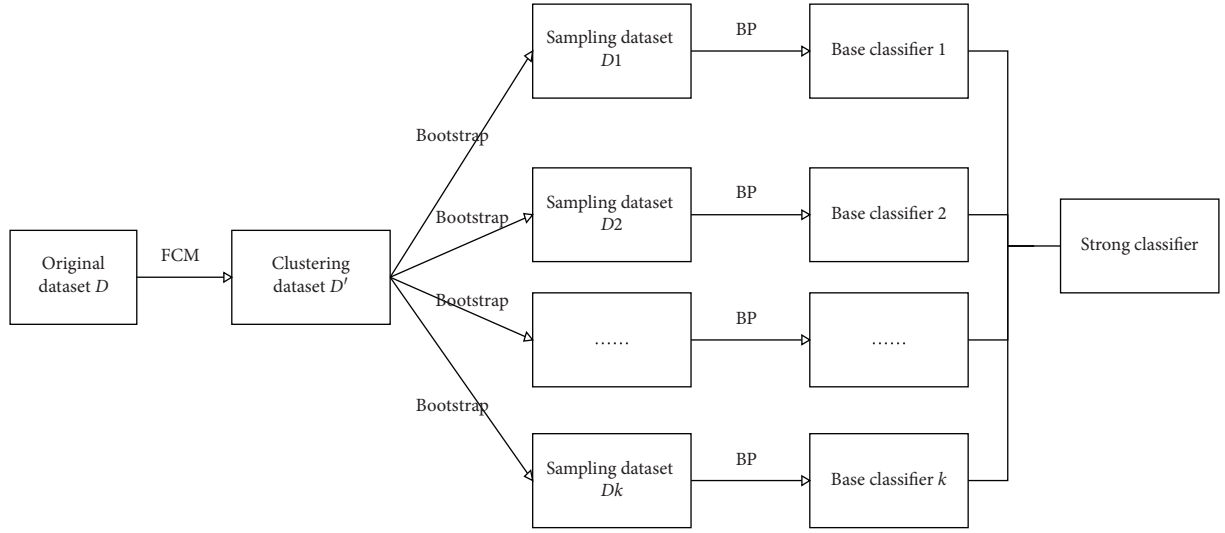 Original
dataset D
FCM
Clustering
dataset D′
Bootstrap
Bootstrap
Bootstrap
Bootstrap
Sampling dataset
D1
BP
Base classifier 1
Sampling dataset
D2
BP
Base classifier 2
......
BP
......
Sampling dataset
Dk
BP
Base classifier k
Strong classifier